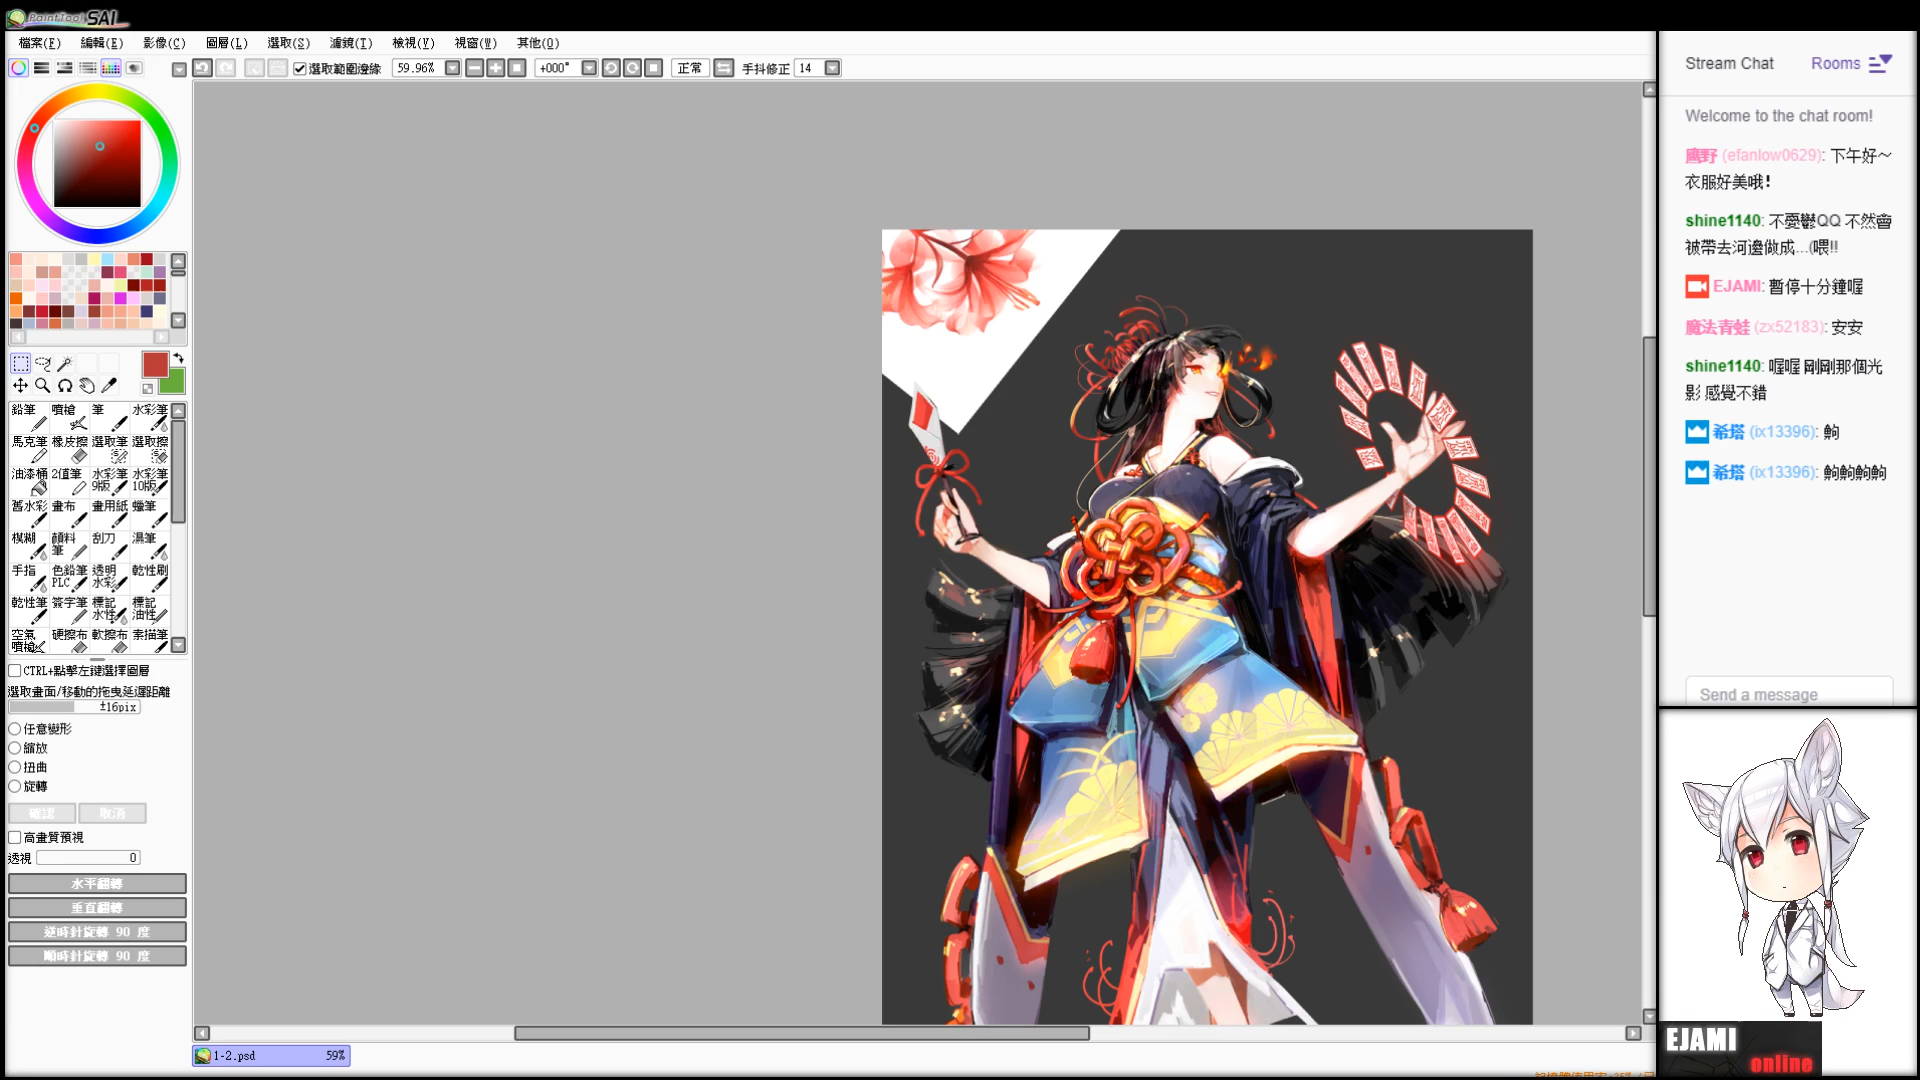 PaintTool SAI
檔案(F) 編輯(E) 影像(C) 圖層(L) 選取(S) 濾鏡(T) 檢視(V) 視窗(W) 其他(O)
選取範圍邊緣 59.96% +000° 正常 手抖修正 14
鉛筆 噴槍 筆 水彩筆
馬克筆 橡皮擦 選取筆 選取擦
油漆桶 2值筆 水彩筆 9版 水彩筆 10版
舊水彩 畫布 畫用紙 蠟筆
模糊 顏料筆 刮刀 濕筆
手指 色鉛筆 PLC 透明水彩 乾性刷
乾性筆 簽字筆 標記水性 標記油性
空氣噴槍 硬擦布 軟擦布 素描筆
CTRL+點擊左鍵選擇圖層
選取畫面/移動的拖曳延遲距離
±16pix
任意變形
縮放
扭曲
旋轉
確認 取消
高畫質預視
透視 0
水平翻轉
垂直翻轉
逆時針旋轉 90 度
順時針旋轉 90 度
1-2.psd 59%
Stream Chat Rooms
Welcome to the chat room!
鷹野 (efanlow0629): 下午好～
衣服好美哦!
shine1140: 不憂鬱QQ 不然會
被帶去河邊做成...(喂!!
EJAMI: 暫停十分鐘喔
魔法青蛙 (zx52183): 安安
shine1140: 喔喔 剛剛那個光
影 感覺不錯
希塔 (ix13396): 齁
希塔 (ix13396): 齁齁齁齁
Send a message
EJAMI
online